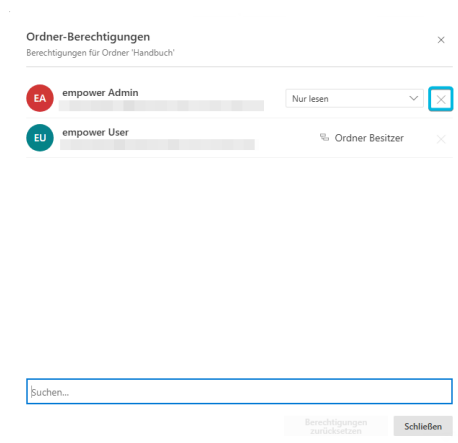 Ordner-Berechtigungen
Berechtigungen für Ordner 'Handbuch'
EA
empower Admin
Nur lesen
EU
empower User
Ordner Besitzer
Suchen...
Berechtigungen
zurücksetzen
Schließen